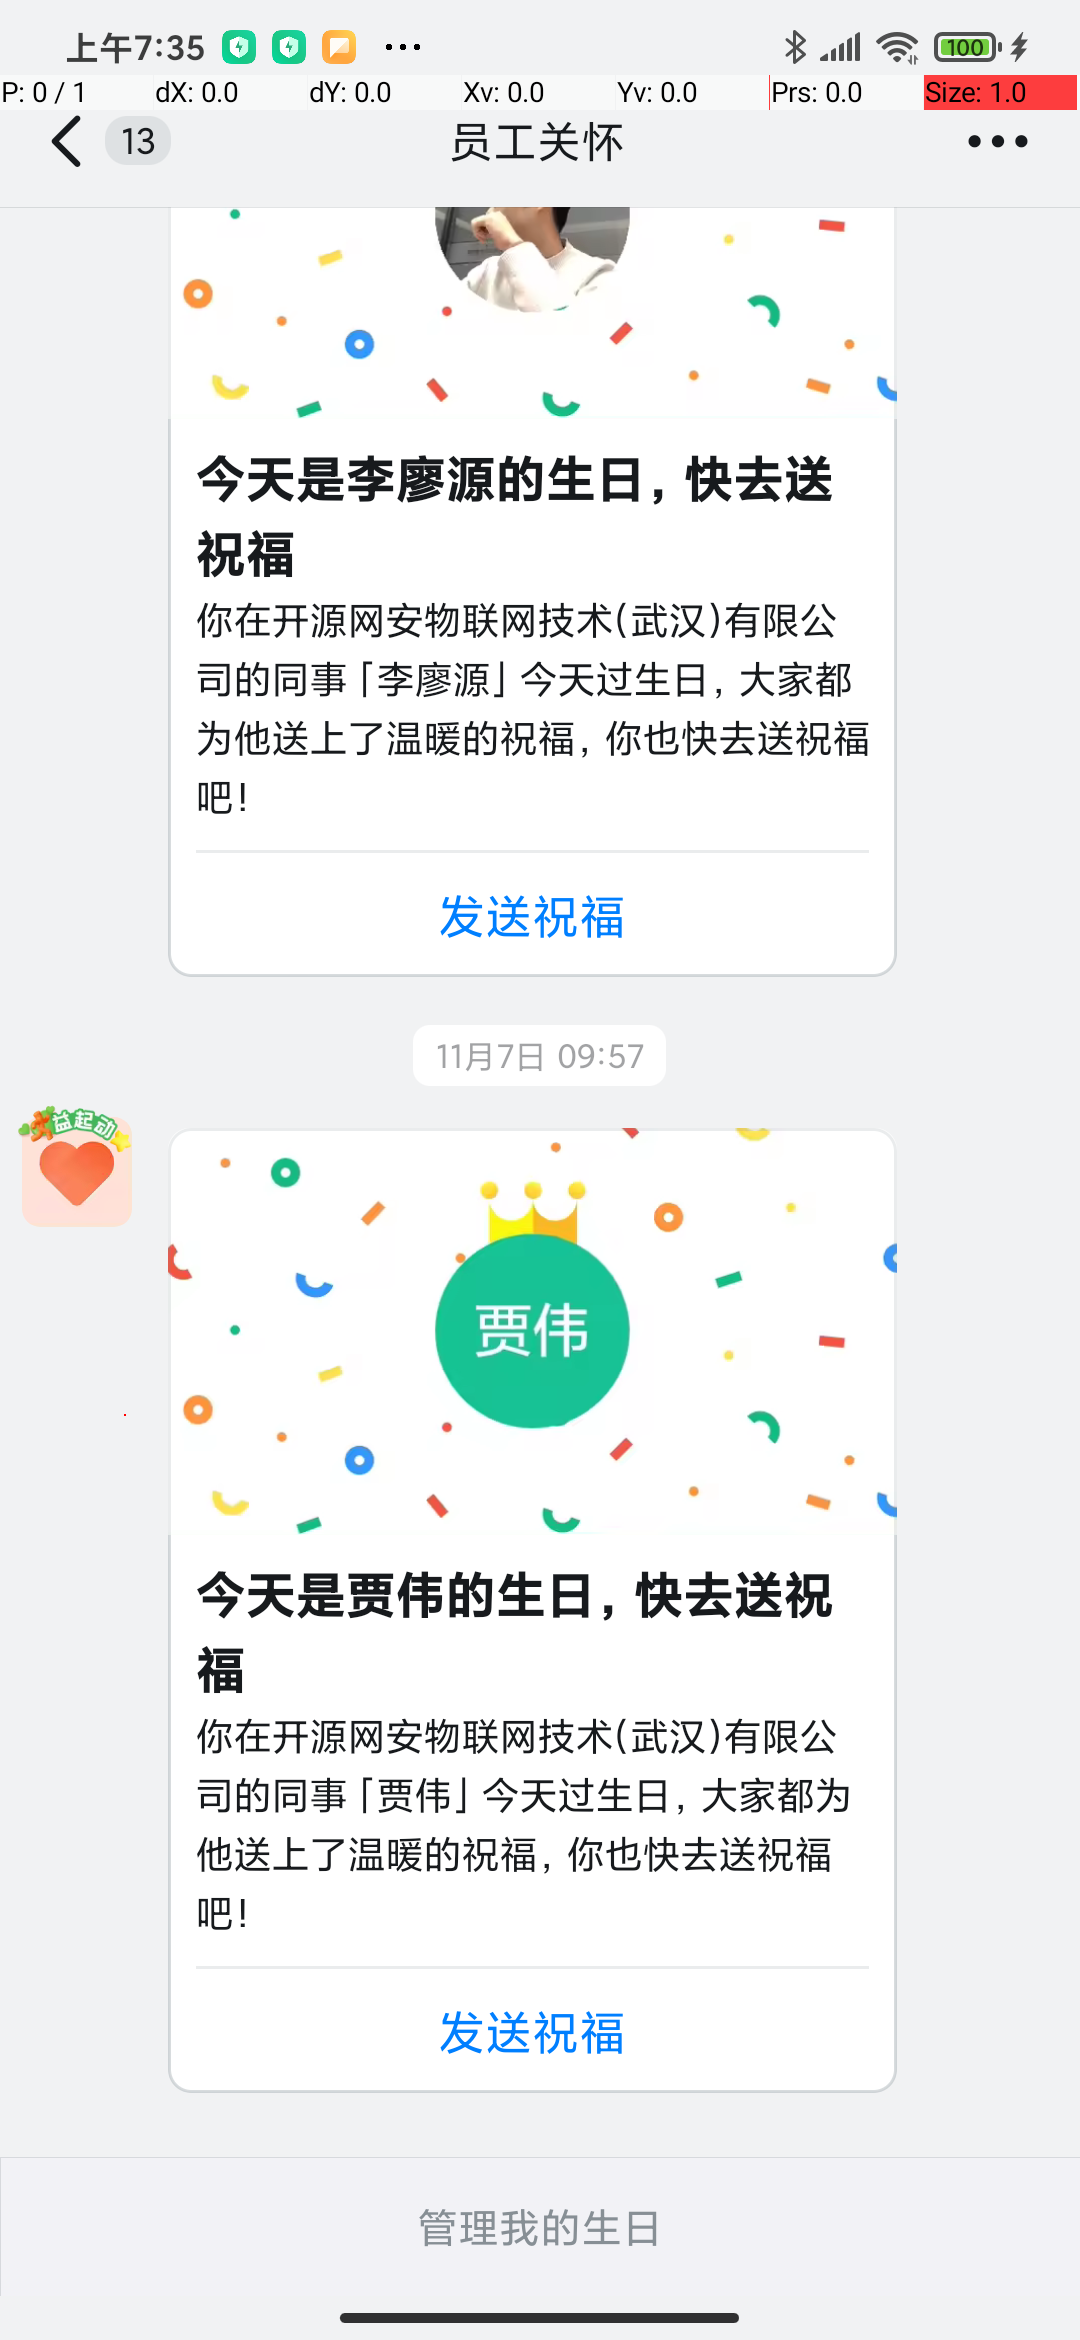 上午7:35
100
P: 0 / 1
dX: 0.0
dY: 0.0
Xv: 0.0
Yv: 0.0
Prs: 0.0
Size: 1.0
13
员工关怀
今天是李廖源的生日，快去送
祝福
你在开源网安物联网技术(武汉)有限公
司的同事「李廖源」今天过生日，大家都
为他送上了温暖的祝福，你也快去送祝福
吧！
发送祝福
11月7日 09:57
益起动
贾伟
今天是贾伟的生日，快去送祝
福
你在开源网安物联网技术(武汉)有限公
司的同事「贾伟」今天过生日，大家都为
他送上了温暖的祝福，你也快去送祝福
吧！
发送祝福
管理我的生日